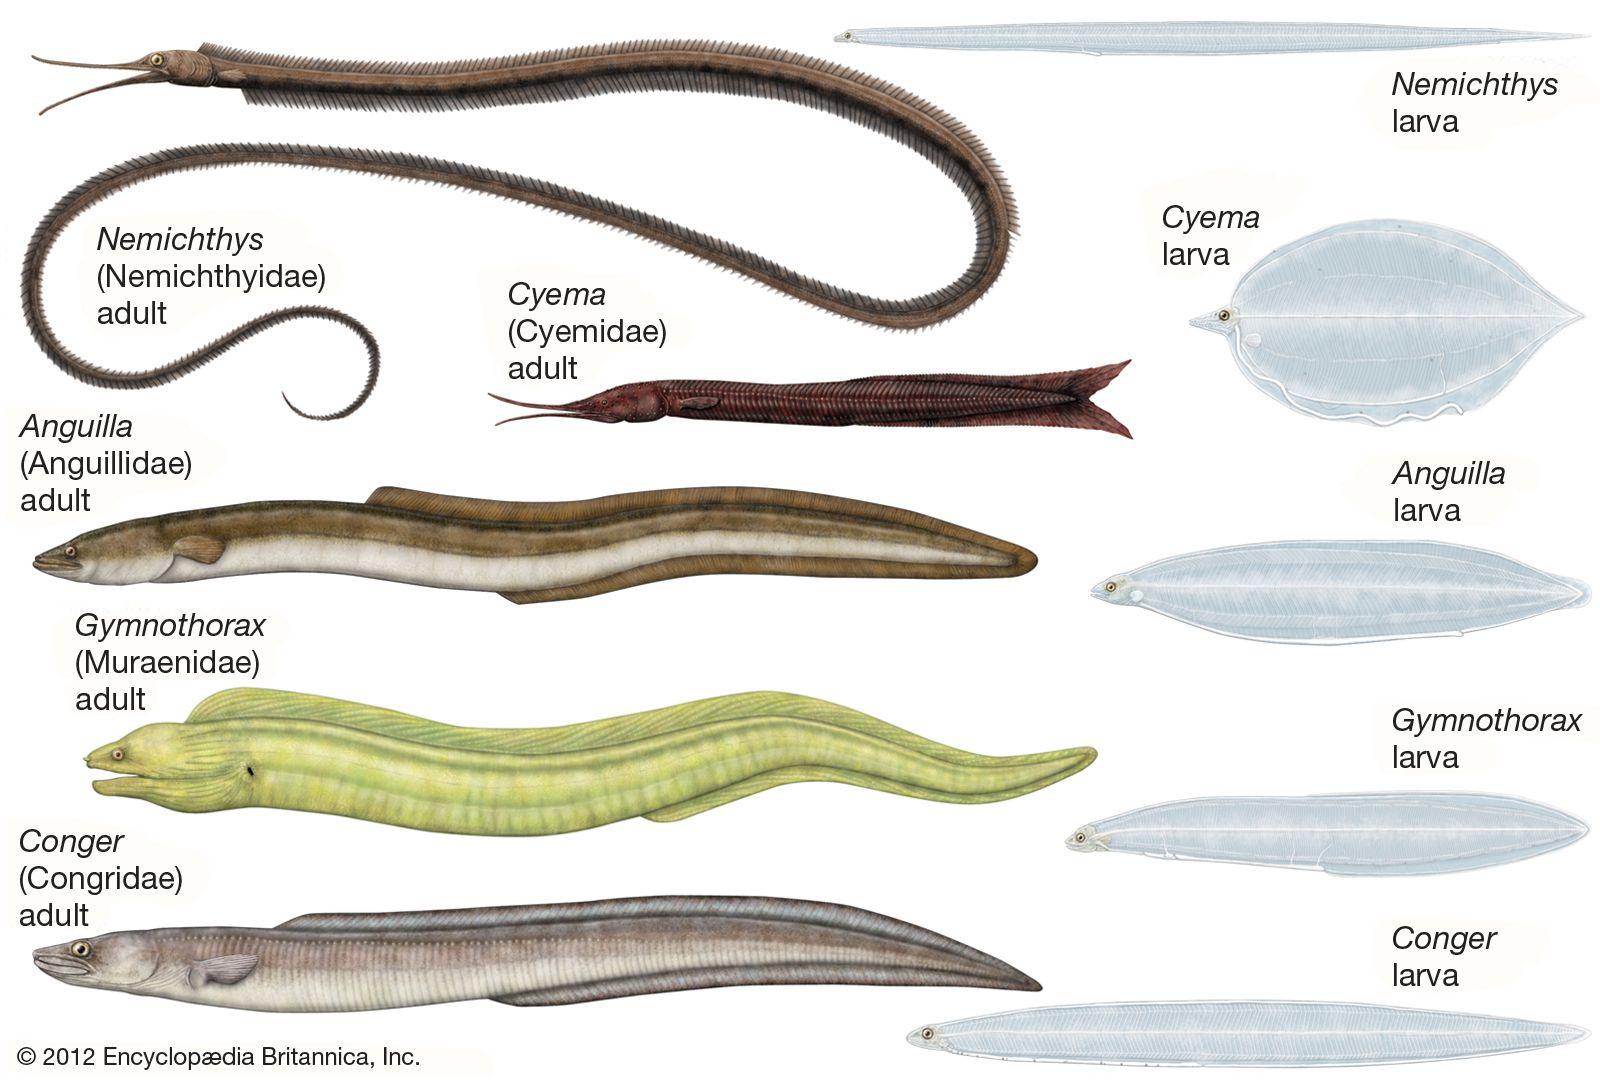 Nemichthys
larva
Cyema
larva
Nemichthys
(Nemichthyidae)
adult
Cyema
(Cyemidae)
adult
Anguilla
(Anguillidae)
adult
Anguilla
larva
Gymnothorax
(Muraenidae)
adult
Gymnothorax
larva
Conger
(Congridae)
adult
Conger
larva
© 2012 Encyclopædia Britannica, Inc.